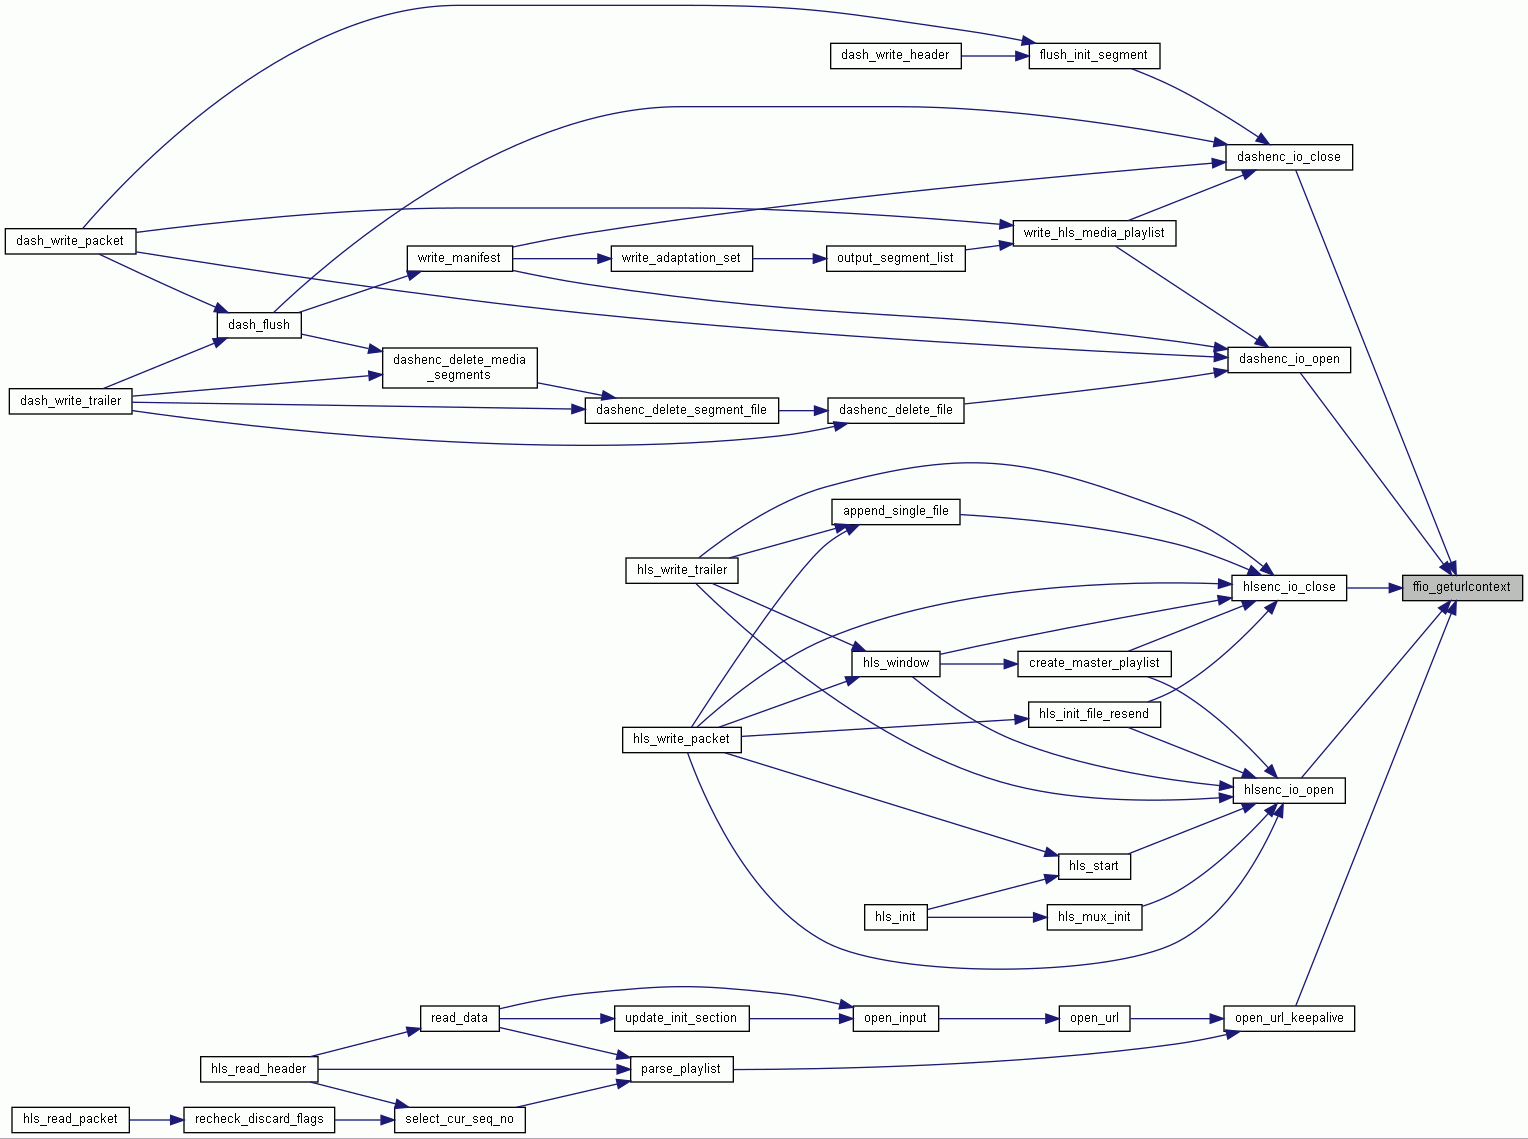 dash_write_header
flush_init_segment
dashenc_io_close
write_hls_media_playlist
dash_write_packet
write_manifest
write_adaptation_set
output_segment_list
dash_flush
dashenc_delete_media
_segments
dashenc_io_open
dash_write_trailer
dashenc_delete_segment_file
dashenc_delete_file
append_single_file
hls_write_trailer
hlsenc_io_close
ffio_geturlcontext
hls_window
create_master_playlist
hls_init_file_resend
hls_write_packet
hlsenc_io_open
hls_start
hls_init
hls_mux_init
read_data
update_init_section
open_input
open_url
open_url_keepalive
hls_read_header
parse_playlist
hls_read_packet
recheck_discard_flags
select_cur_seq_no